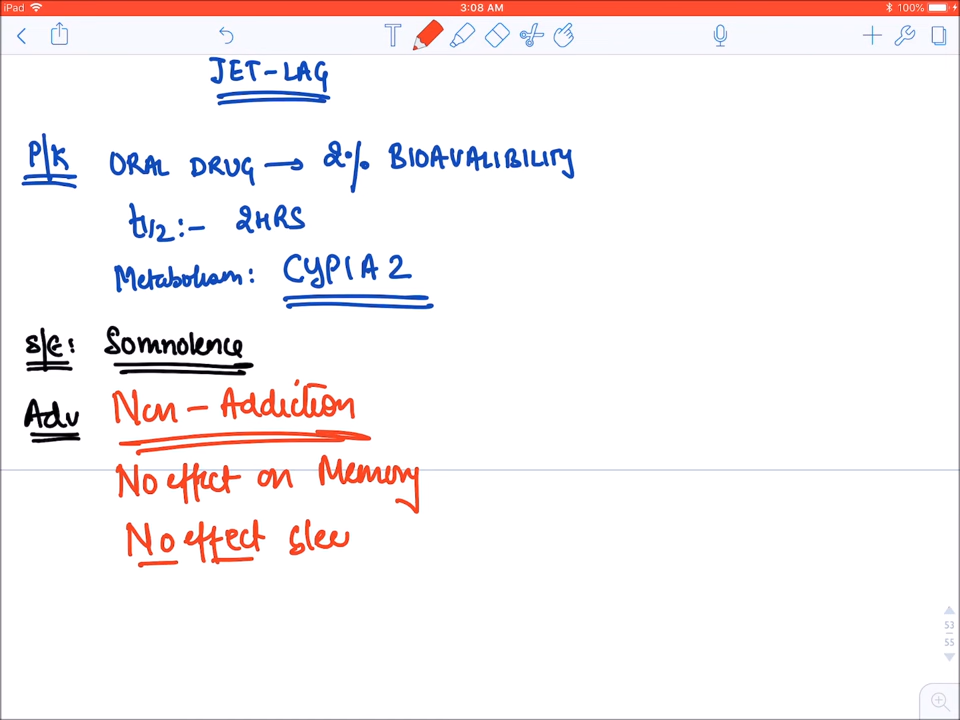 iPad 3:08 AM 100%
T
JET-LAG
P/K ORAL DRUG → 2% BIOAVALIBILITY
t1/2:- 2HRS
Metabolism: CYP1A2
S/E: Somnolence
Adv Non-Addiction
No effect on Memory
No effect slee
53
55